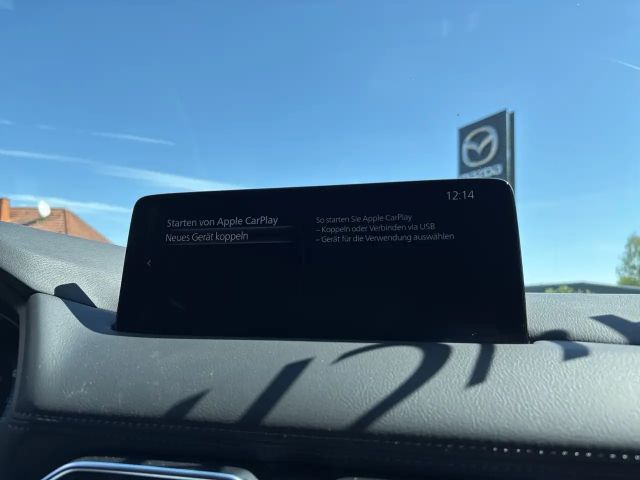 12:14
Starten von Apple CarPlay
Neues Gerät koppeln
So starten Sie Apple CarPlay
– Koppeln oder Verbinden via USB
– Gerät für die Verwendung auswählen
mazda